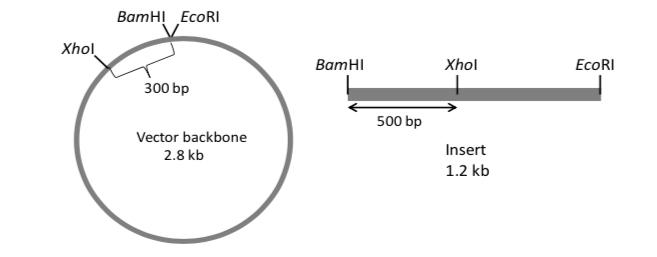 BamHI EcoRI
XhoI
300 bp
Vector backbone
2.8 kb
BamHI XhoI EcoRI
500 bp
Insert
1.2 kb